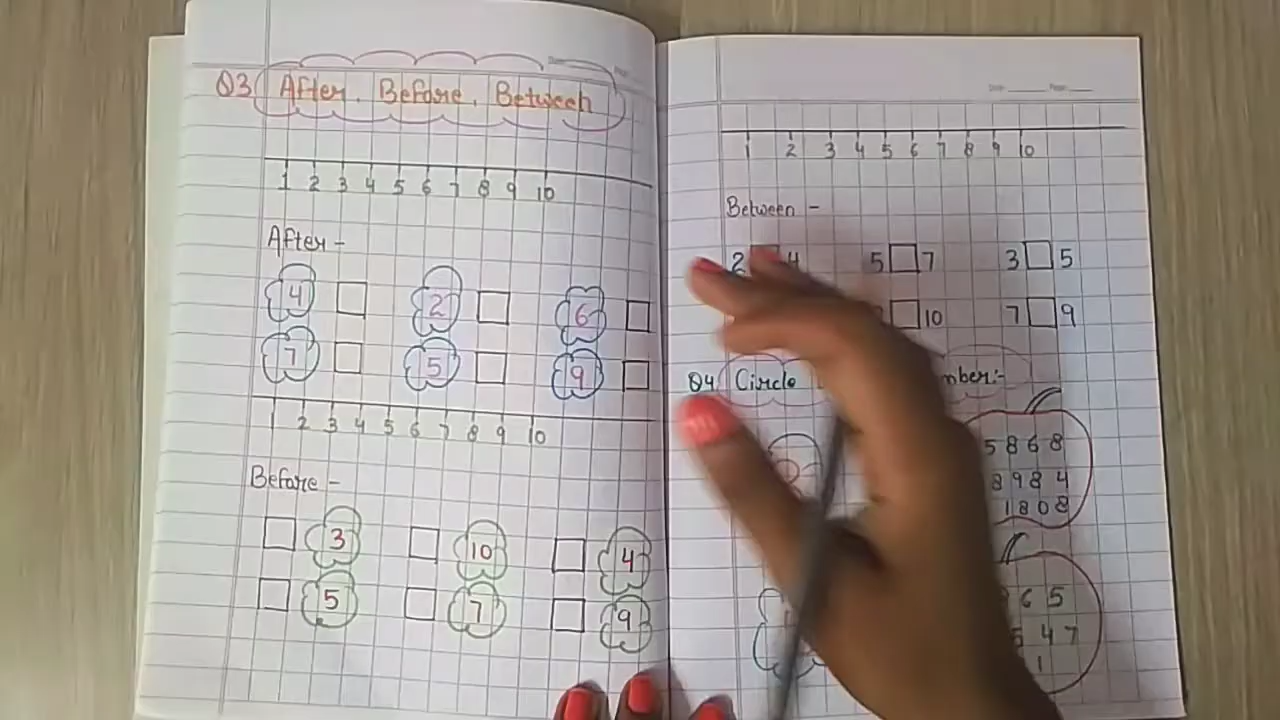 Q3 After, Before, Between
1 2 3 4 5 6 7 8 9 10
After -
4 2 6
7 5 9
1 2 3 4 5 6 7 8 9 10
Before -
3 10 4
5 7 9
Date: Page:
1 2 3 4 5 6 7 8 9 10
Between -
2 4 5 7 3 5
10 7 9
Q4 Circle
5 8 6 8
8 9 8 4
1 8 0 8
6 5
5 4 7
1